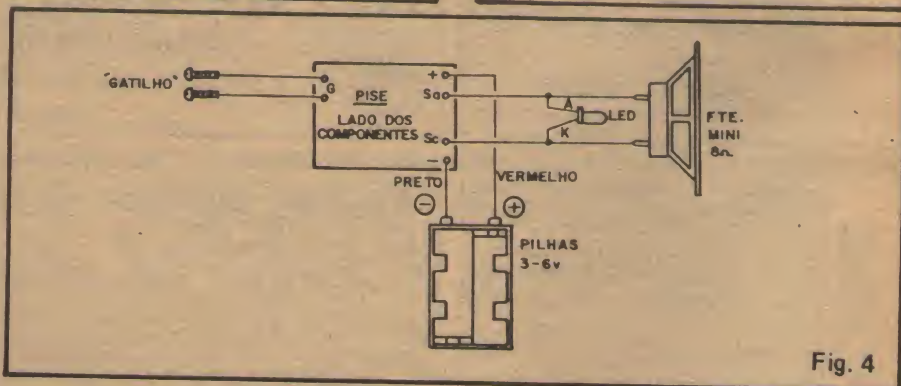 "GATILHO"
G
PISE
LADO DOS
COMPONENTES
+
Sa
Sc
-
A
LED
K
FTE.
MINI
8Ω.
PRETO
VERMELHO
-
+
PILHAS
3-6v
Fig. 4